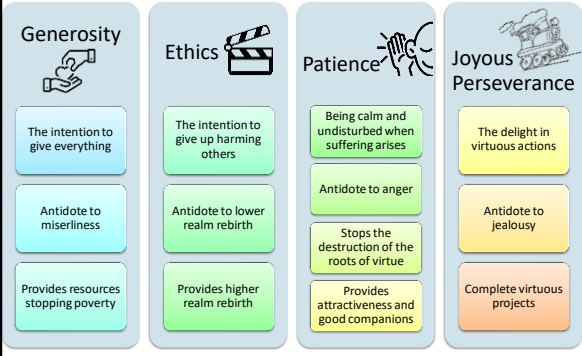 Generosity
The intention to
give everything
Antidote to
miserliness
Provides resources
stopping poverty
Ethics
The intention to
give up harming
others
Antidote to lower
realm rebirth
Provides higher
realm rebirth
Patience
Being calm and
undisturbed when
suffering arises
Antidote to anger
Stops the
destruction of the
roots of virtue
Provides
attractiveness and
good companions
Joyous
Perseverance
The delight in
virtuous actions
Antidote to
jealousy
Complete virtuous
projects